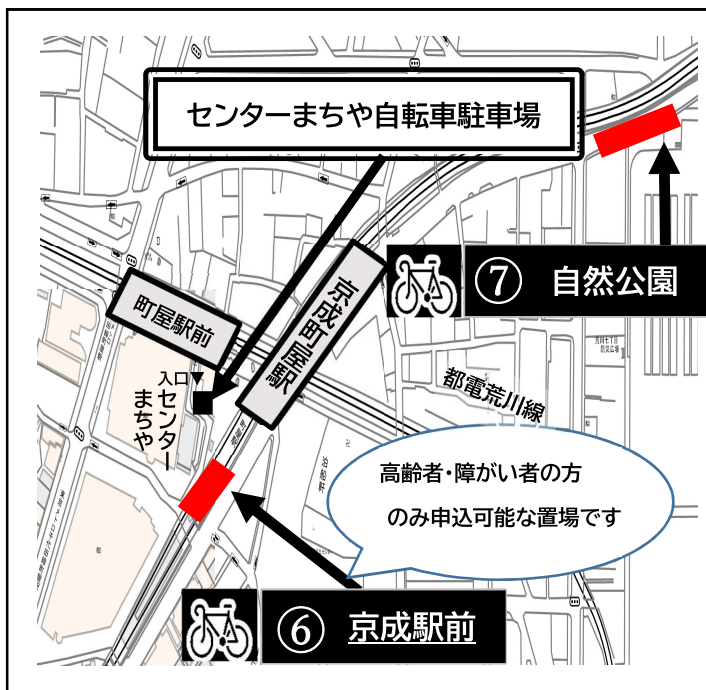 センターまちや自転車駐車場
⑦ 自然公園
町屋駅前
京成町屋駅
入口▼
センター
まちや
都電荒川線
泊船軒
高齢者・障がい者の方
のみ申込可能な置場です
⑥ 京成駅前